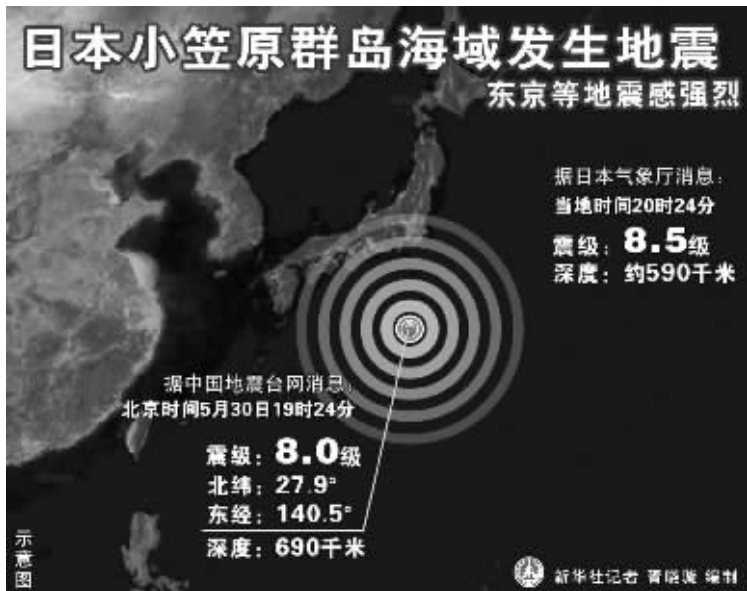 日本小笠原群岛海域发生地震
东京等地震感强烈
据日本气象厅消息:
当地时间20时24分
震级：8.5级
深度：约590千米
据中国地震台网消息:
北京时间5月30日19时24分
震级：8.0级
北纬：27.9°
东经：140.5°
深度：690千米
示意图
新华社记者 编制